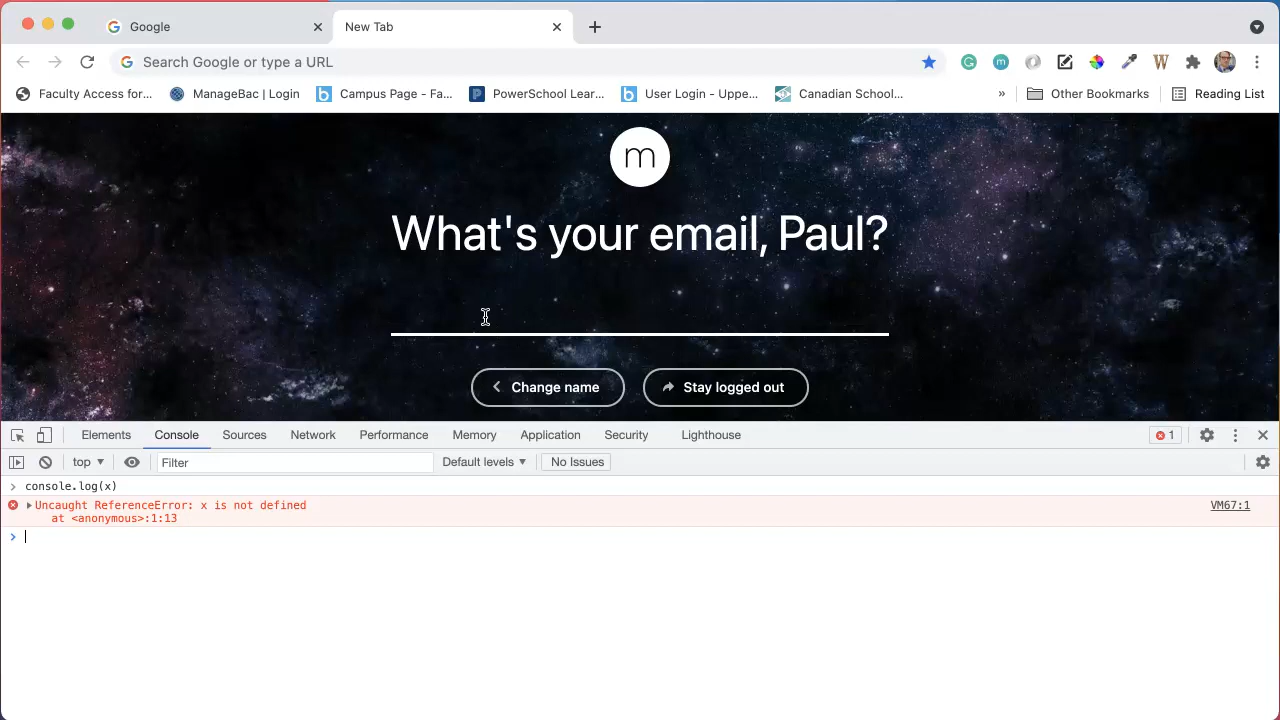 Google
New Tab
Search Google or type a URL
Faculty Access for...
ManageBac | Login
Campus Page - Fa...
PowerSchool Lear...
User Login - Uppe...
Canadian School...
»
Other Bookmarks
Reading List
m
What's your email, Paul?
Change name
Stay logged out
Elements
Console
Sources
Network
Performance
Memory
Application
Security
Lighthouse
1
top
Filter
Default levels
No Issues
console.log(x)
Uncaught ReferenceError: x is not defined
VM67:1
at <anonymous>:1:13